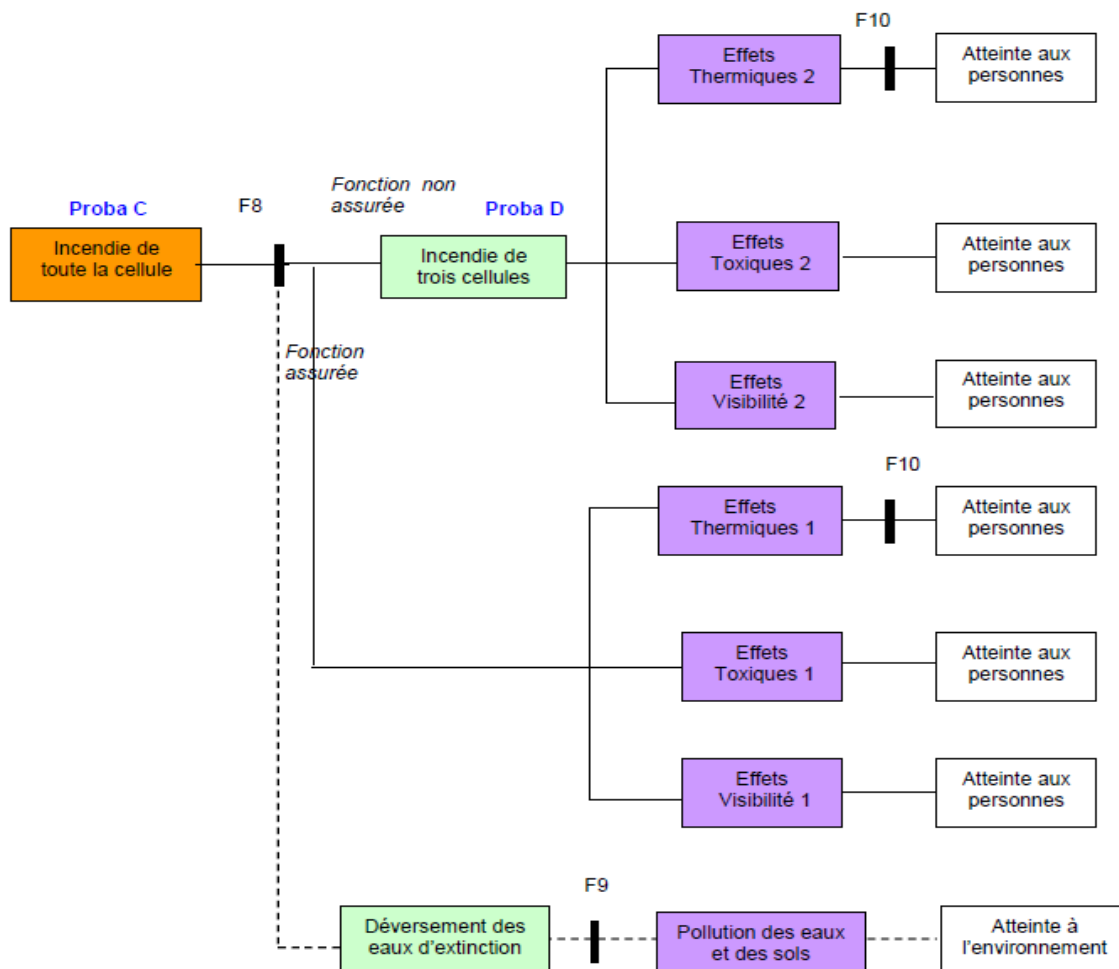 F10
Effets
Thermiques 2
Atteinte aux
personnes
Fonction non
assurée
Proba C
F8
Proba D
Incendie de
toute la cellule
Incendie de
trois cellules
Effets
Toxiques 2
Atteinte aux
personnes
Fonction
assurée
Effets
Visibilité 2
Atteinte aux
personnes
F10
Effets
Thermiques 1
Atteinte aux
personnes
Effets
Toxiques 1
Atteinte aux
personnes
Effets
Visibilité 1
Atteinte aux
personnes
F9
Déversement des
eaux d'extinction
Pollution des eaux
et des sols
Atteinte à
l'environnement